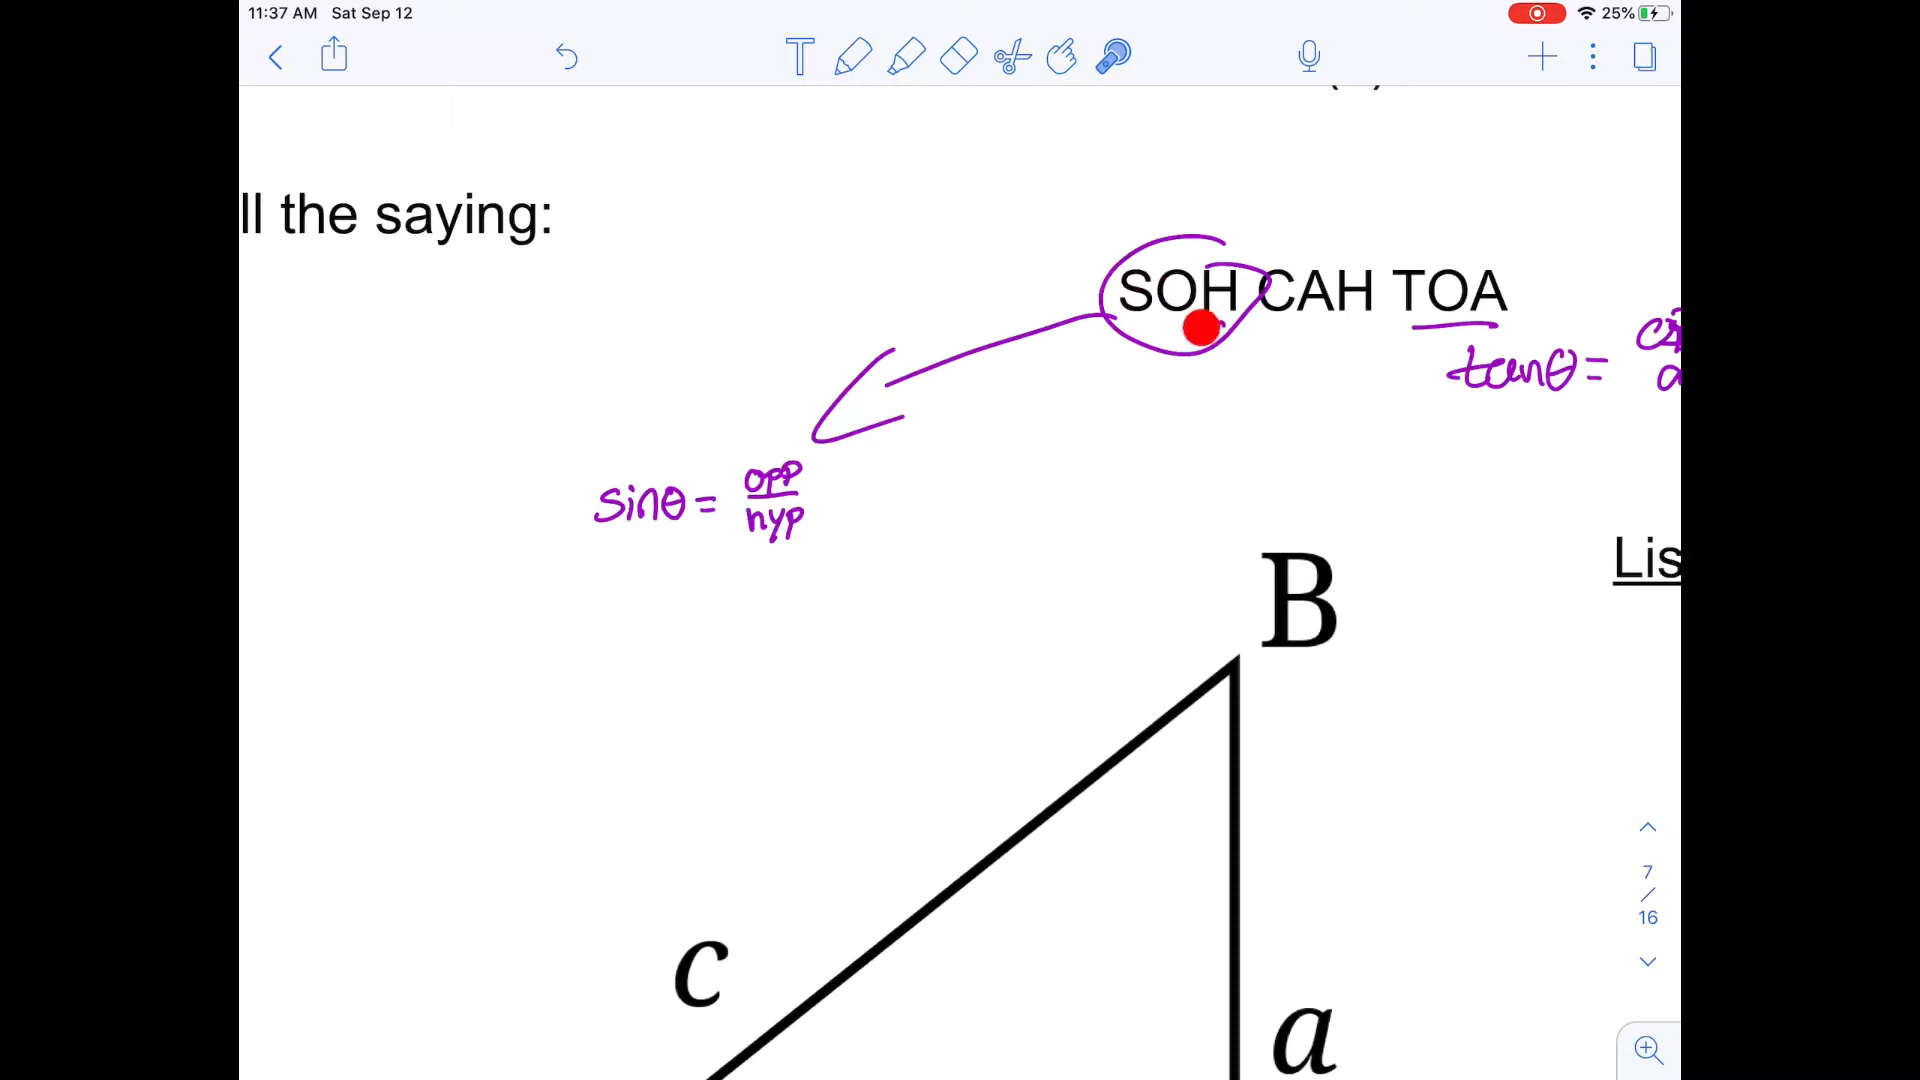 11:37 AM Sat Sep 12
25%
ll the saying:
SOH CAH TOA
tanθ =
sinθ = opp
hyp
Lis
B
c
a
7
/
16